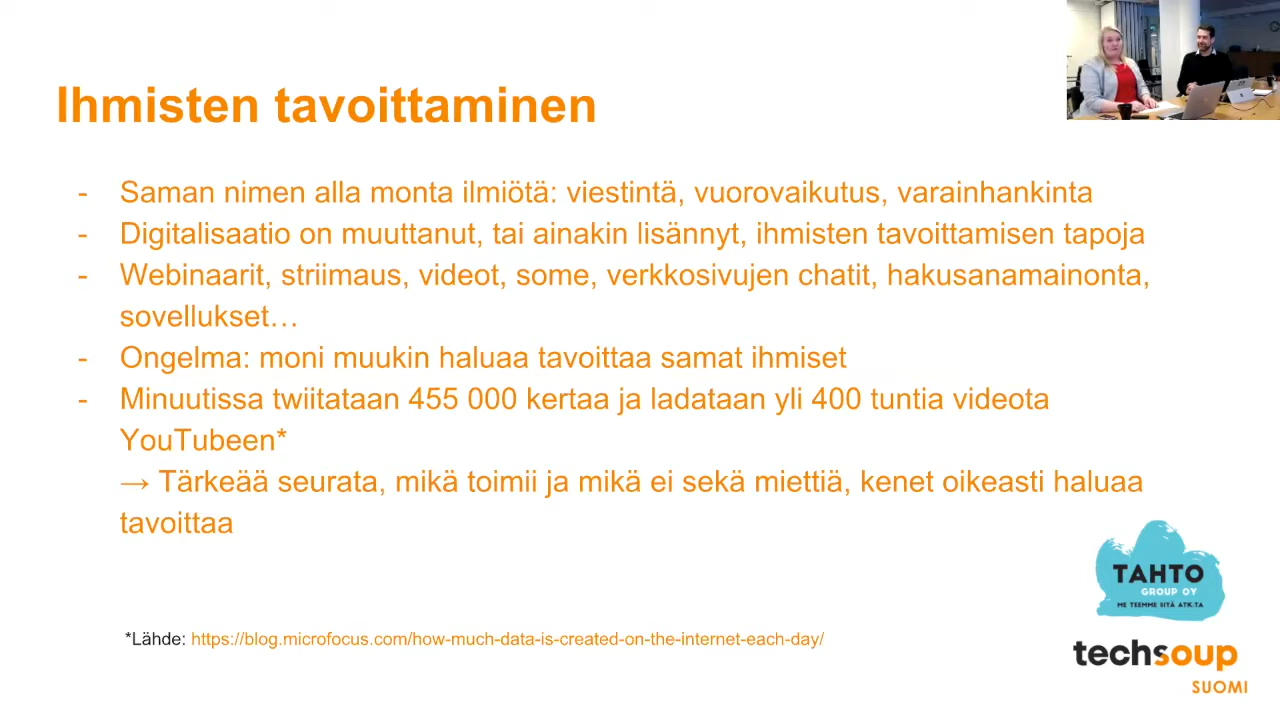 Ihmisten tavoittaminen
- Saman nimen alla monta ilmiötä: viestintä, vuorovaikutus, varainhankinta
- Digitalisaatio on muuttanut, tai ainakin lisännyt, ihmisten tavoittamisen tapoja
- Webinaarit, striimaus, videot, some, verkkosivujen chatit, hakusanamainonta,
sovellukset…
- Ongelma: moni muukin haluaa tavoittaa samat ihmiset
- Minuutissa twiitataan 455 000 kertaa ja ladataan yli 400 tuntia videota
YouTubeen*
→ Tärkeää seurata, mikä toimii ja mikä ei sekä miettiä, kenet oikeasti haluaa
tavoittaa
TAHTO
GROUP OY
ME TEEMME SIITÄ ATK:TA
*Lähde: https://blog.microfocus.com/how-much-data-is-created-on-the-internet-each-day/
techsoup
SUOMI